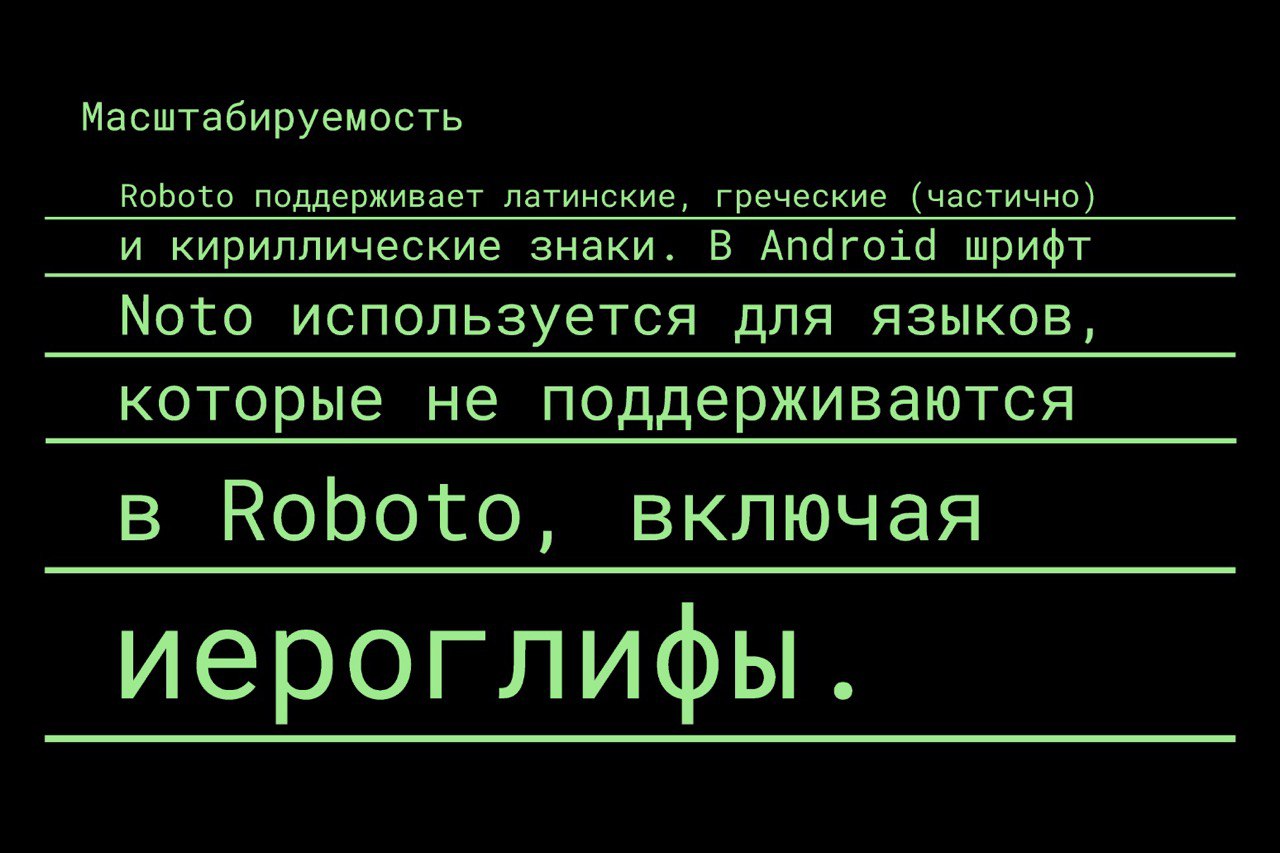 Масштабируемость
Roboto поддерживает латинские, греческие (частично)
и кириллические знаки. В Android шрифт
Noto используется для языков,
которые не поддерживаются
в Roboto, включая
иероглифы.